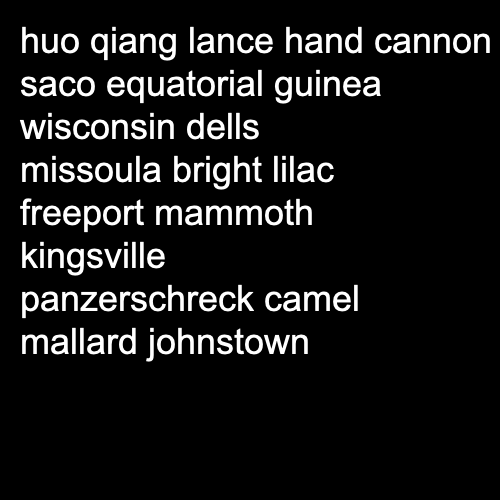 huo qiang lance hand cannon
saco equatorial guinea
wisconsin dells
missoula bright lilac
freeport mammoth
kingsville
panzerschreck camel
mallard johnstown